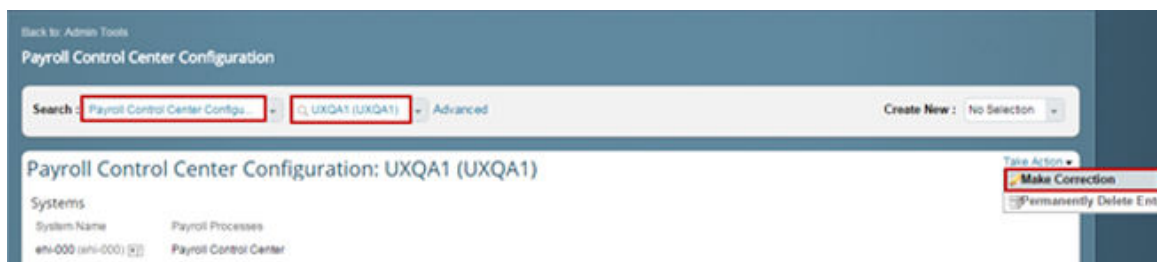 Back to: Admin Tools
Payroll Control Center Configuration
Search : Payroll Control Center Configu... UXQA1 (UXQA1) Advanced Create New : No Selection
Payroll Control Center Configuration: UXQA1 (UXQA1)
Take Action
Make Correction
Permanently Delete Ent
Systems
System Name Payroll Processes
ehi-000 (ehi-000) Payroll Control Center